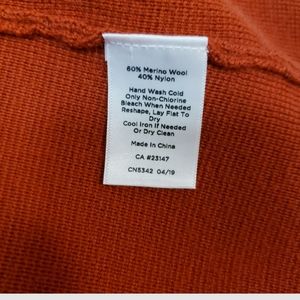 60% Merino Wool
40% Nylon
Hand Wash Cold
Only Non-Chlorine
Bleach When Needed
Reshape, Lay Flat To
Dry
Cool Iron If Needed
Or Dry Clean
Made In China
CA #23147
CN5342 04/19